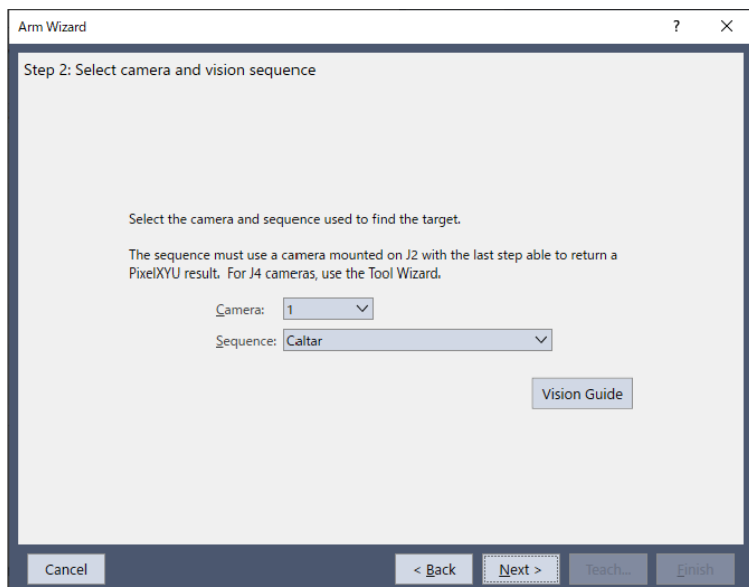 Arm Wizard ?
Step 2: Select camera and vision sequence
Select the camera and sequence used to find the target.
The sequence must use a camera mounted on J2 with the last step able to return a
PixelXYU result. For J4 cameras, use the Tool Wizard.
Camera: 1
Sequence: Caltar
Vision Guide
Cancel < Back Next > Teach... Finish